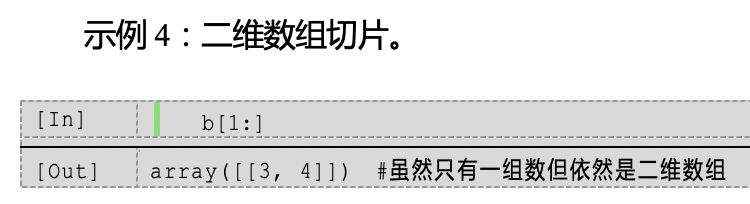 示例 4：二维数组切片。
[In] b[1:]
[Out] array([[3, 4]]) #虽然只有一组数但依然是二维数组